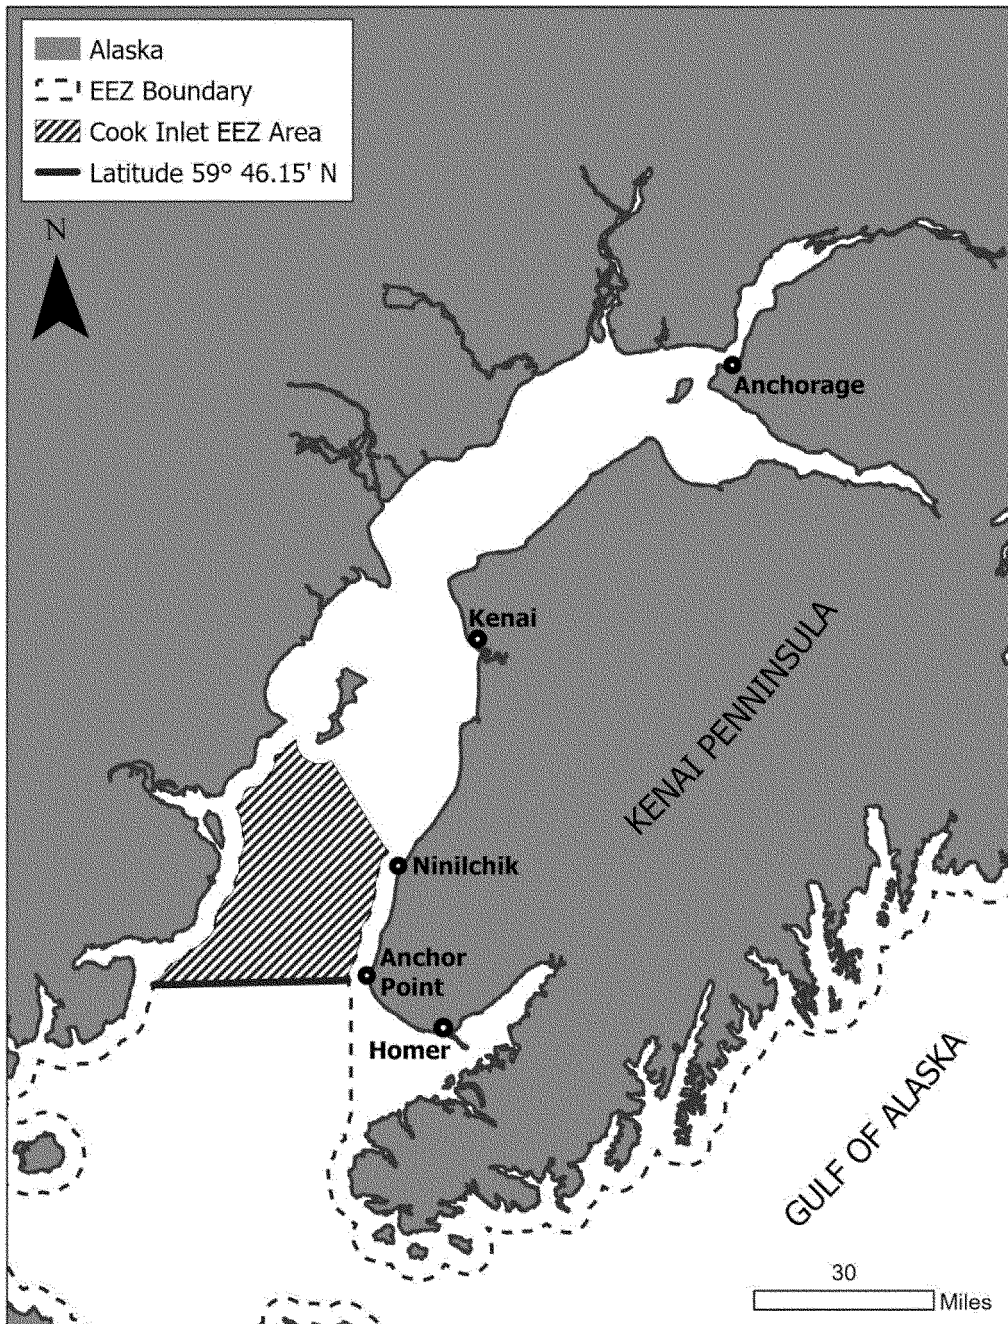 Alaska
EEZ Boundary
Cook Inlet EEZ Area
Latitude 59° 46.15' N
N
Anchorage
Kenai
KENAI PENNINSULA
Ninilchik
Anchor
Point
Homer
GULF OF ALASKA
30
Miles